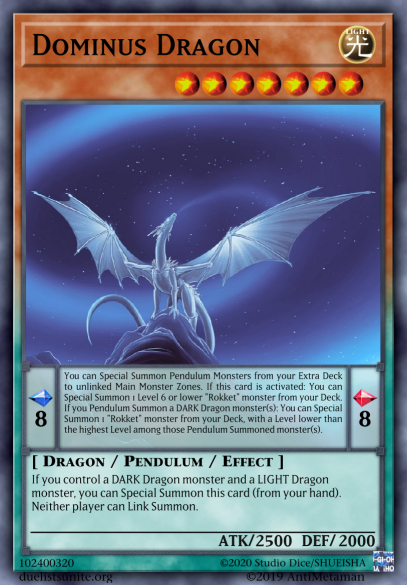 DOMINUS DRAGON
LIGHT
光
You can Special Summon Pendulum Monsters from your Extra Deck
to unlinked Main Monster Zones. If this card is activated: You can
Special Summon 1 Level 6 or lower "Rokket" monster from your Deck.
If you Pendulum Summon a DARK Dragon monster(s): You can Special
Summon 1 "Rokket" monster from your Deck, with a Level lower than
the highest Level among those Pendulum Summoned monster(s).
8
8
[ DRAGON / PENDULUM / EFFECT ]
If you control a DARK Dragon monster and a LIGHT Dragon
monster, you can Special Summon this card (from your hand).
Neither player can Link Summon.
ATK/2500 DEF/2000
102400320
©2020 Studio Dice/SHUEISHA
duelistsunite.org
©2019 AntiMetaman